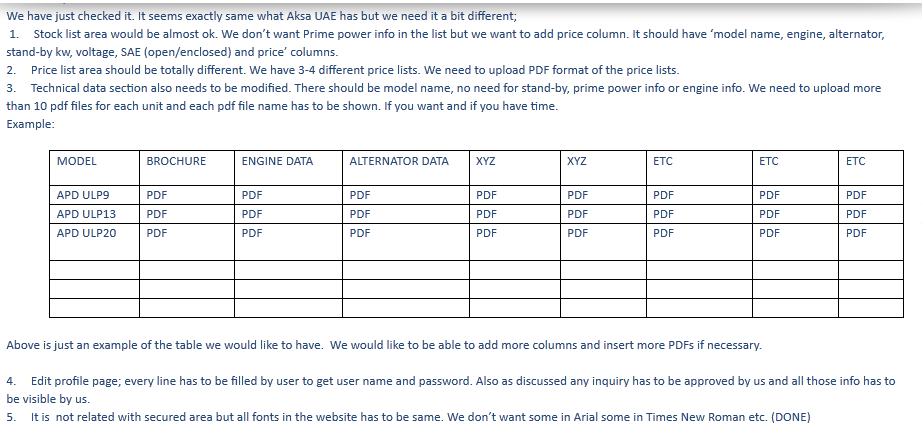 We have just checked it. It seems exactly same what Aksa UAE has but we need it a bit different;
1. Stock list area would be almost ok. We don't want Prime power info in the list but we want to add price column. It should have 'model name, engine, alternator,
stand-by kw, voltage, SAE (open/enclosed) and price' columns.
2. Price list area should be totally different. We have 3-4 different price lists. We need to upload PDF format of the price lists.
3. Technical data section also needs to be modified. There should be model name, no need for stand-by, prime power info or engine info. We need to upload more
than 10 pdf files for each unit and each pdf file name has to be shown. If you want and if you have time.
Example:
MODEL BROCHURE ENGINE DATA ALTERNATOR DATA XYZ XYZ ETC ETC ETC
APD ULP9 PDF PDF PDF PDF PDF PDF PDF PDF
APD ULP13 PDF PDF PDF PDF PDF PDF PDF PDF
APD ULP20 PDF PDF PDF PDF PDF PDF PDF PDF
Above is just an example of the table we would like to have. We would like to be able to add more columns and insert more PDFs if necessary.
4. Edit profile page; every line has to be filled by user to get user name and password. Also as discussed any inquiry has to be approved by us and all those info has to
be visible by us.
5. It is not related with secured area but all fonts in the website has to be same. We don't want some in Arial some in Times New Roman etc. (DONE)